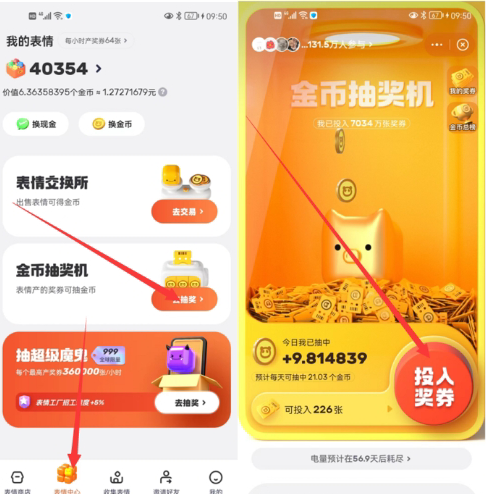 4G
67
09:50
我的表情 每小时产奖券64张 >
40354 >
价值6.36358395个金币 ≈ 1.27271679元 ?
换现金
换金币
表情交换所
出售表情可得金币
去交易 >
金币抽奖机
表情产的奖券可抽金币
去抽奖 >
抽超级魔鬼
999
每个最高产奖券360000张/小时
表情工厂招工进度+5%
去抽奖 >
表情商店
表情中心
收集表情
邀请好友
我的
4G
67
09:50
...131.5万人参与 >
金币抽奖机
我已投入 7034 万张奖券
我的奖券
金币总榜
今日我已抽中
+9.814839
预计每天可抽中 21.03 个金币
可投入 226 张
投入
奖券
电量预计在56.9天后耗尽 >